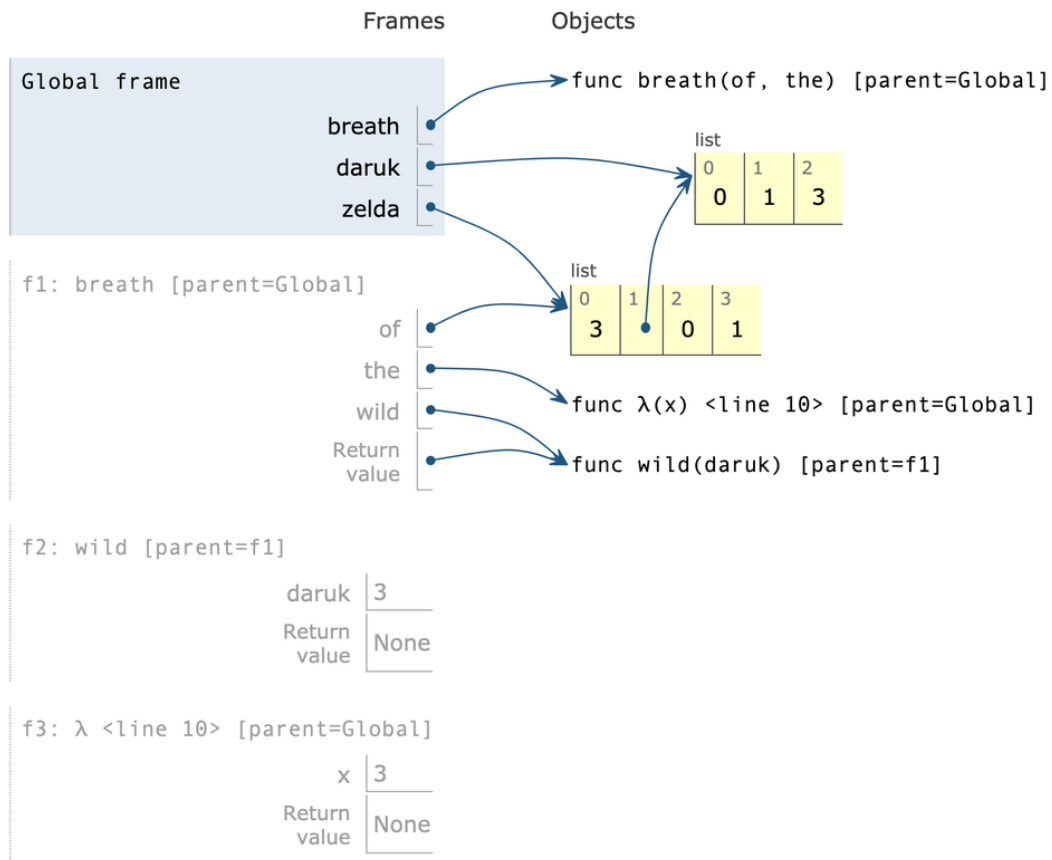 Frames Objects
Global frame
func breath(of, the) [parent=Global]
breath
list
daruk
0 1 2
0 1 3
zelda
list
f1: breath [parent=Global]
0 1 2 3
3 0 1
of
the
func λ(x) <line 10> [parent=Global]
wild
Return
value
func wild(daruk) [parent=f1]
f2: wild [parent=f1]
daruk 3
Return
value
None
f3: λ <line 10> [parent=Global]
x 3
Return
value
None